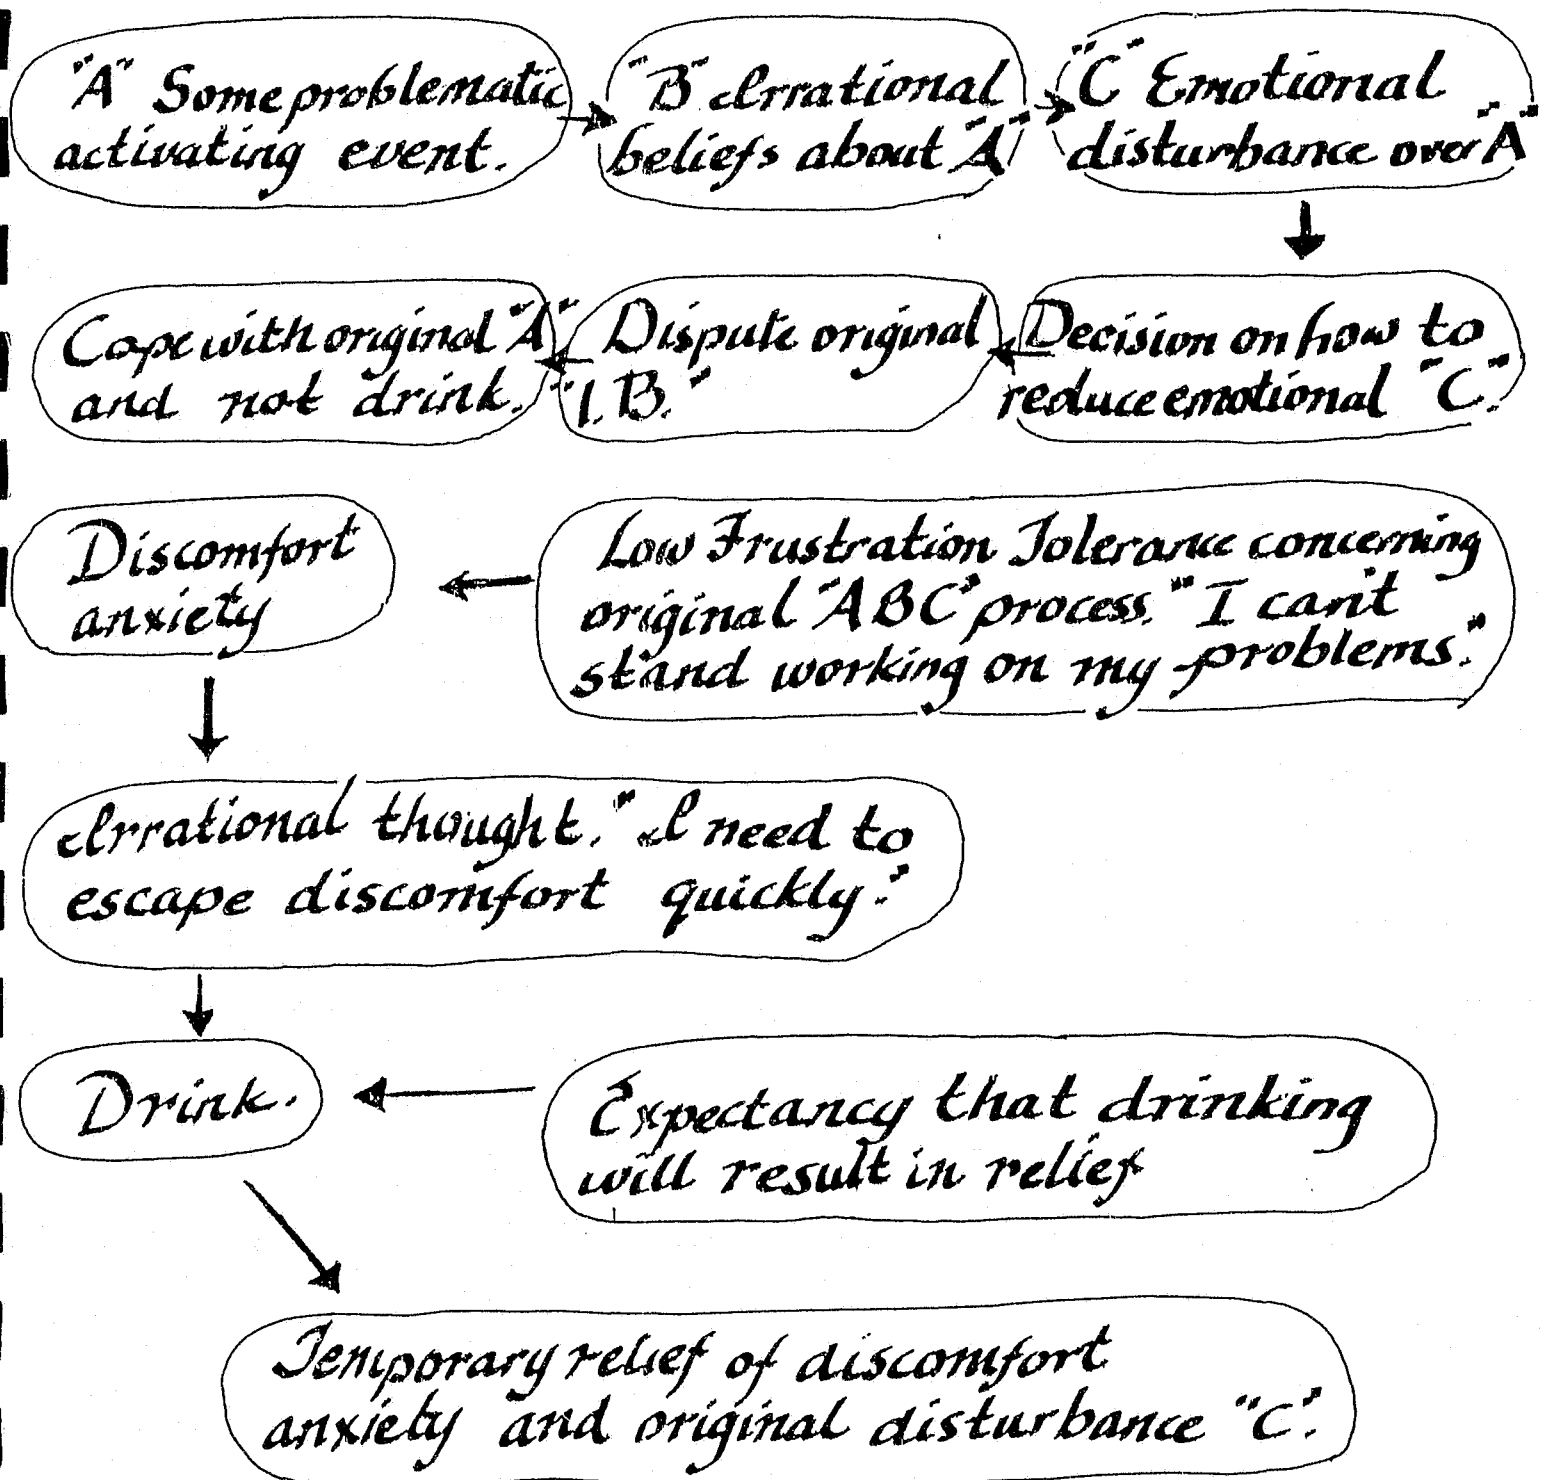 "A" Some problematic
activating event.
"B" Irrational
beliefs about "A"
"C" Emotional
disturbance over "A"
Cope with original "A"
and not drink.
Dispute original
"I.B."
Decision on how to
reduce emotional "C".
Discomfort
anxiety
Low Frustration Tolerance concerning
original "ABC" process. "I can't
stand working on my problems."
Irrational thought. "I need to
escape discomfort quickly."
Drink.
Expectancy that drinking
will result in relief
Temporary relief of discomfort
anxiety and original disturbance "C".